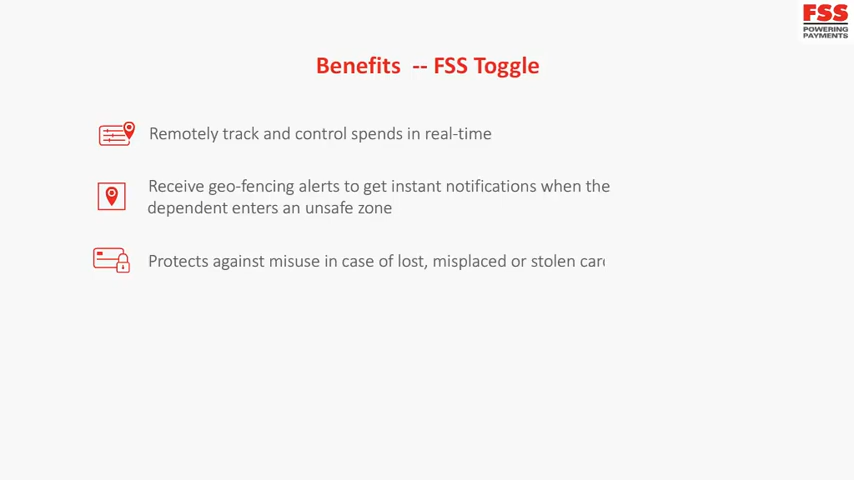 FSS
POWERING
PAYMENTS
Benefits -- FSS Toggle
Remotely track and control spends in real-time
Receive geo-fencing alerts to get instant notifications when the
dependent enters an unsafe zone
Protects against misuse in case of lost, misplaced or stolen